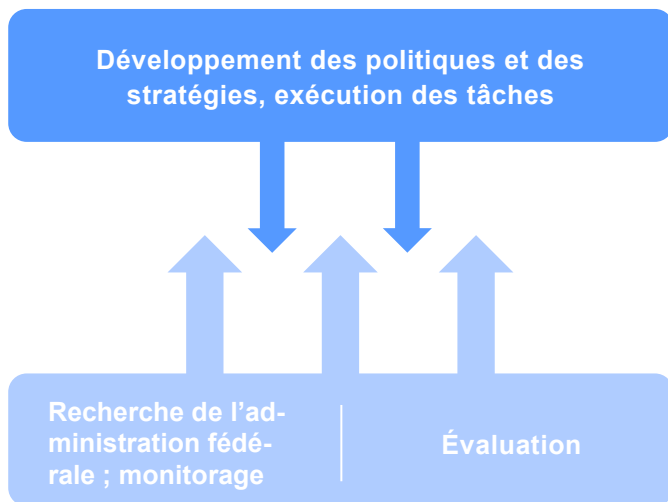 Développement des politiques et des
stratégies, exécution des tâches
Recherche de l’ad-
ministration fédé-
rale ; monitorage
Évaluation